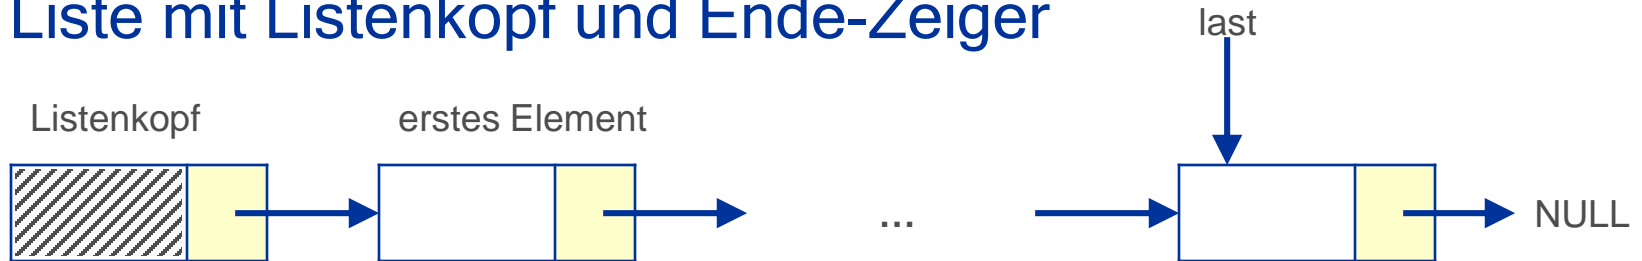 Liste mit Listenkopf und Ende-Zeiger
last
Listenkopf erstes Element
... NULL